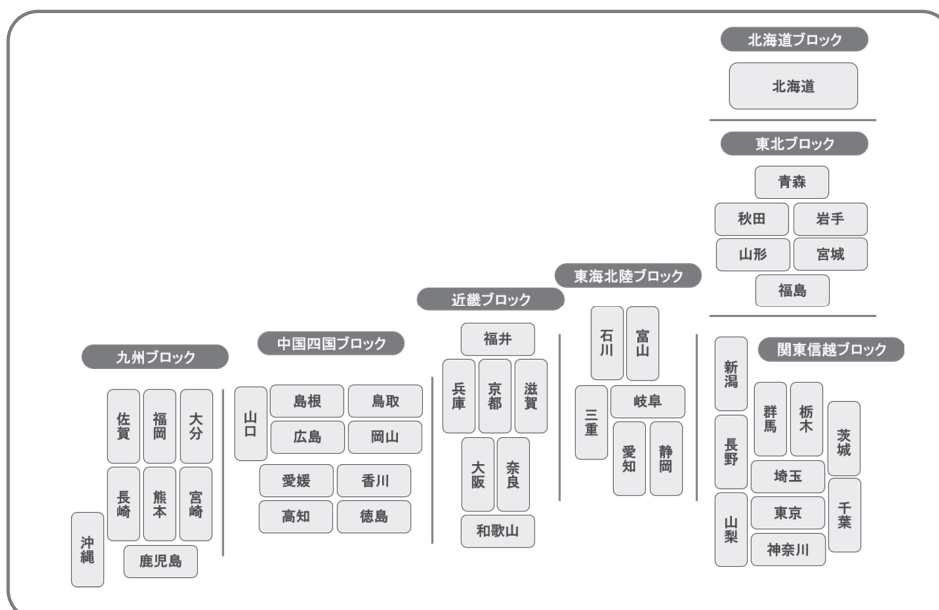 北海道ブロック
北海道
東北ブロック
青森
秋田
岩手
山形
宮城
福島
関東信越ブロック
新潟
長野
山梨
群馬
栃木
茨城
埼玉
千葉
東京
神奈川
東海北陸ブロック
石川
富山
三重
岐阜
愛知
静岡
近畿ブロック
福井
兵庫
京都
滋賀
大阪
奈良
和歌山
中国四国ブロック
山口
島根
鳥取
広島
岡山
愛媛
香川
高知
徳島
九州ブロック
佐賀
福岡
大分
長崎
熊本
宮崎
鹿児島
沖縄